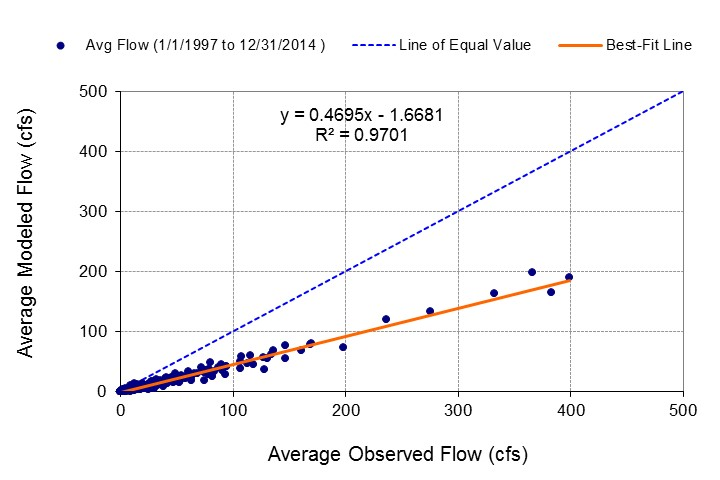 Avg Flow (1/1/1997 to 12/31/2014 ) Line of Equal Value Best-Fit Line
y = 0.4695x - 1.6681
R² = 0.9701
Average Modeled Flow (cfs)
500
400
300
200
100
0
0 100 200 300 400 500
Average Observed Flow (cfs)